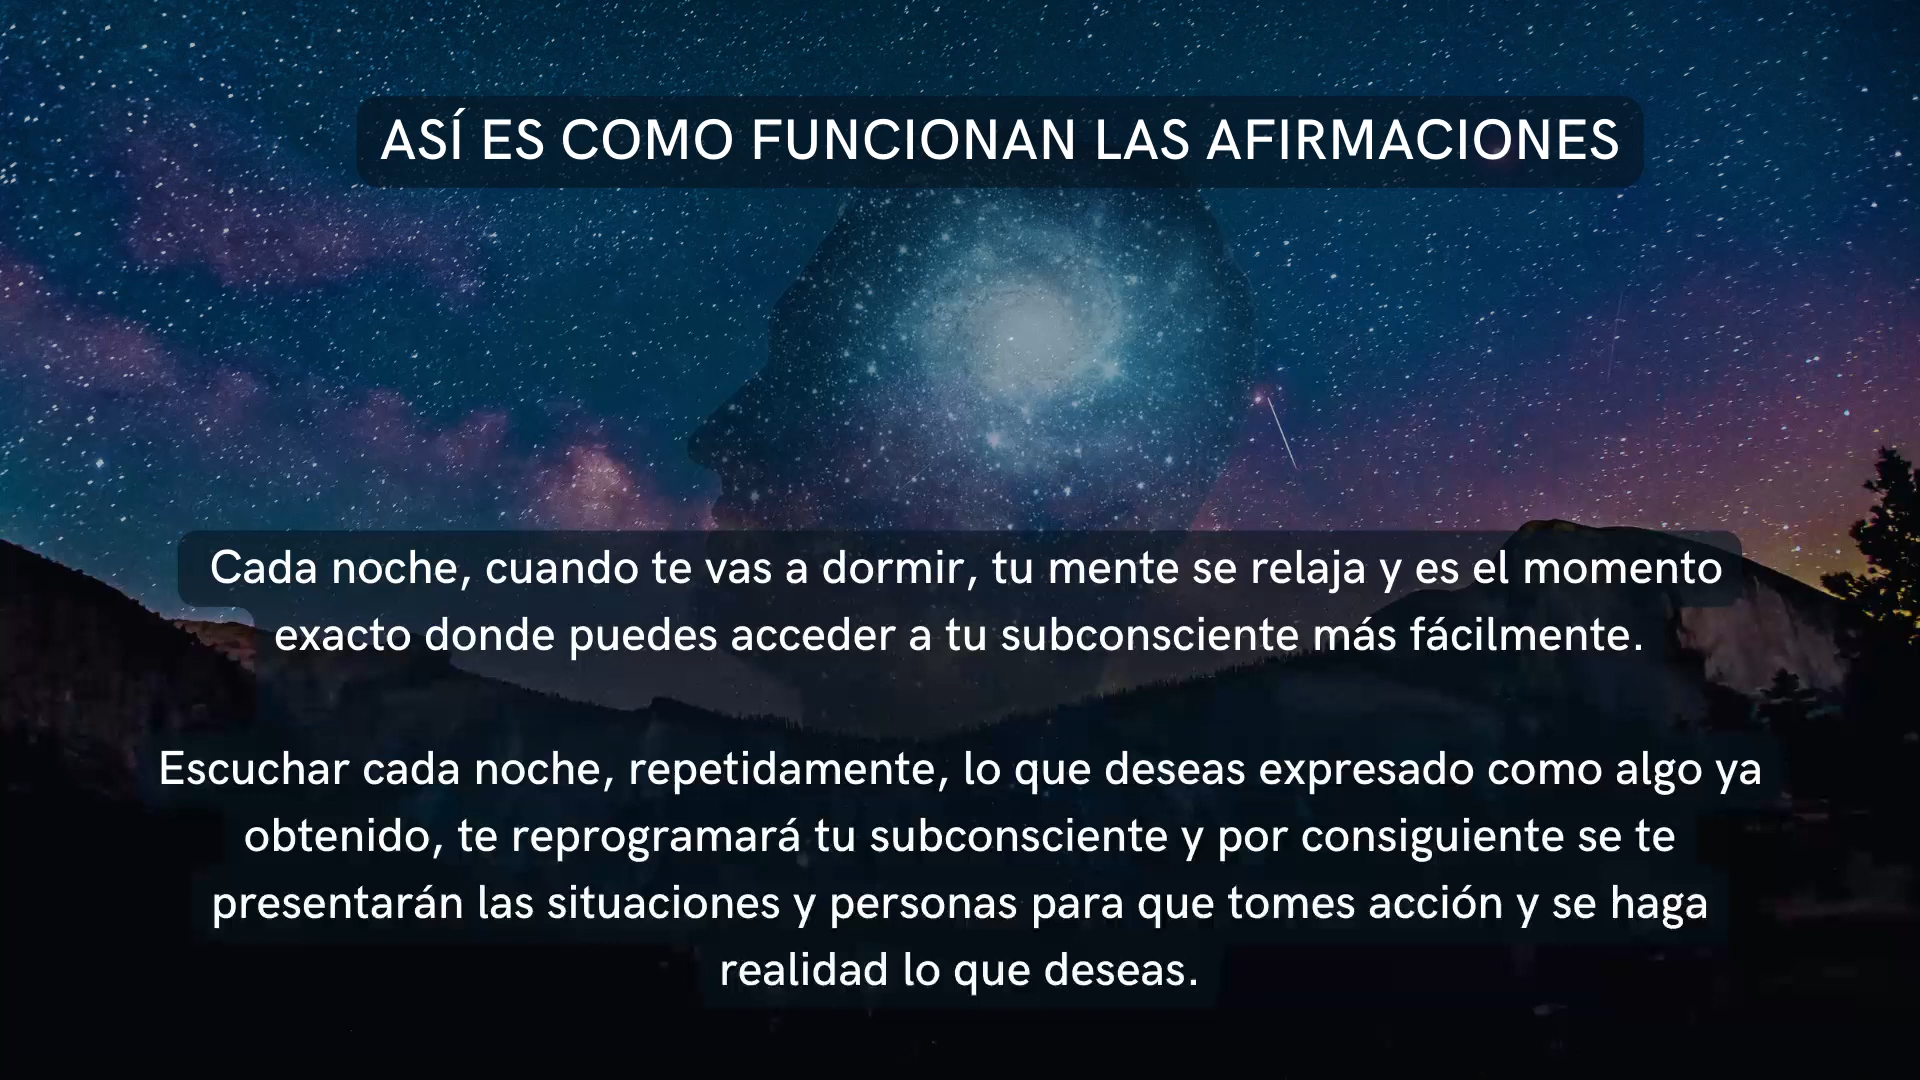 ASÍ ES COMO FUNCIONAN LAS AFIRMACIONES
Cada noche, cuando te vas a dormir, tu mente se relaja y es el momento
exacto donde puedes acceder a tu subconsciente más fácilmente.
Escuchar cada noche, repetidamente, lo que deseas expresado como algo ya
obtenido, te reprogramará tu subconsciente y por consiguiente se te
presentarán las situaciones y personas para que tomes acción y se haga
realidad lo que deseas.